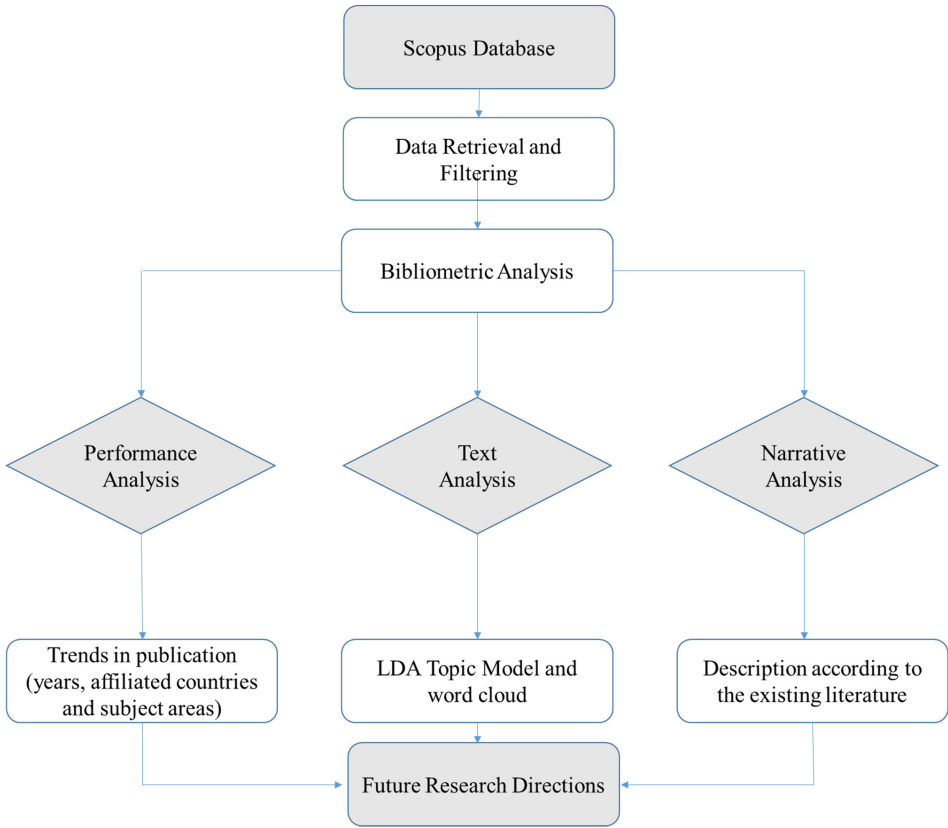 Scopus Database
Data Retrieval and
Filtering
Bibliometric Analysis
Performance
Analysis
Text
Analysis
Narrative
Analysis
Trends in publication
(years, affiliated countries
and subject areas)
LDA Topic Model and
word cloud
Description according to
the existing literature
Future Research Directions